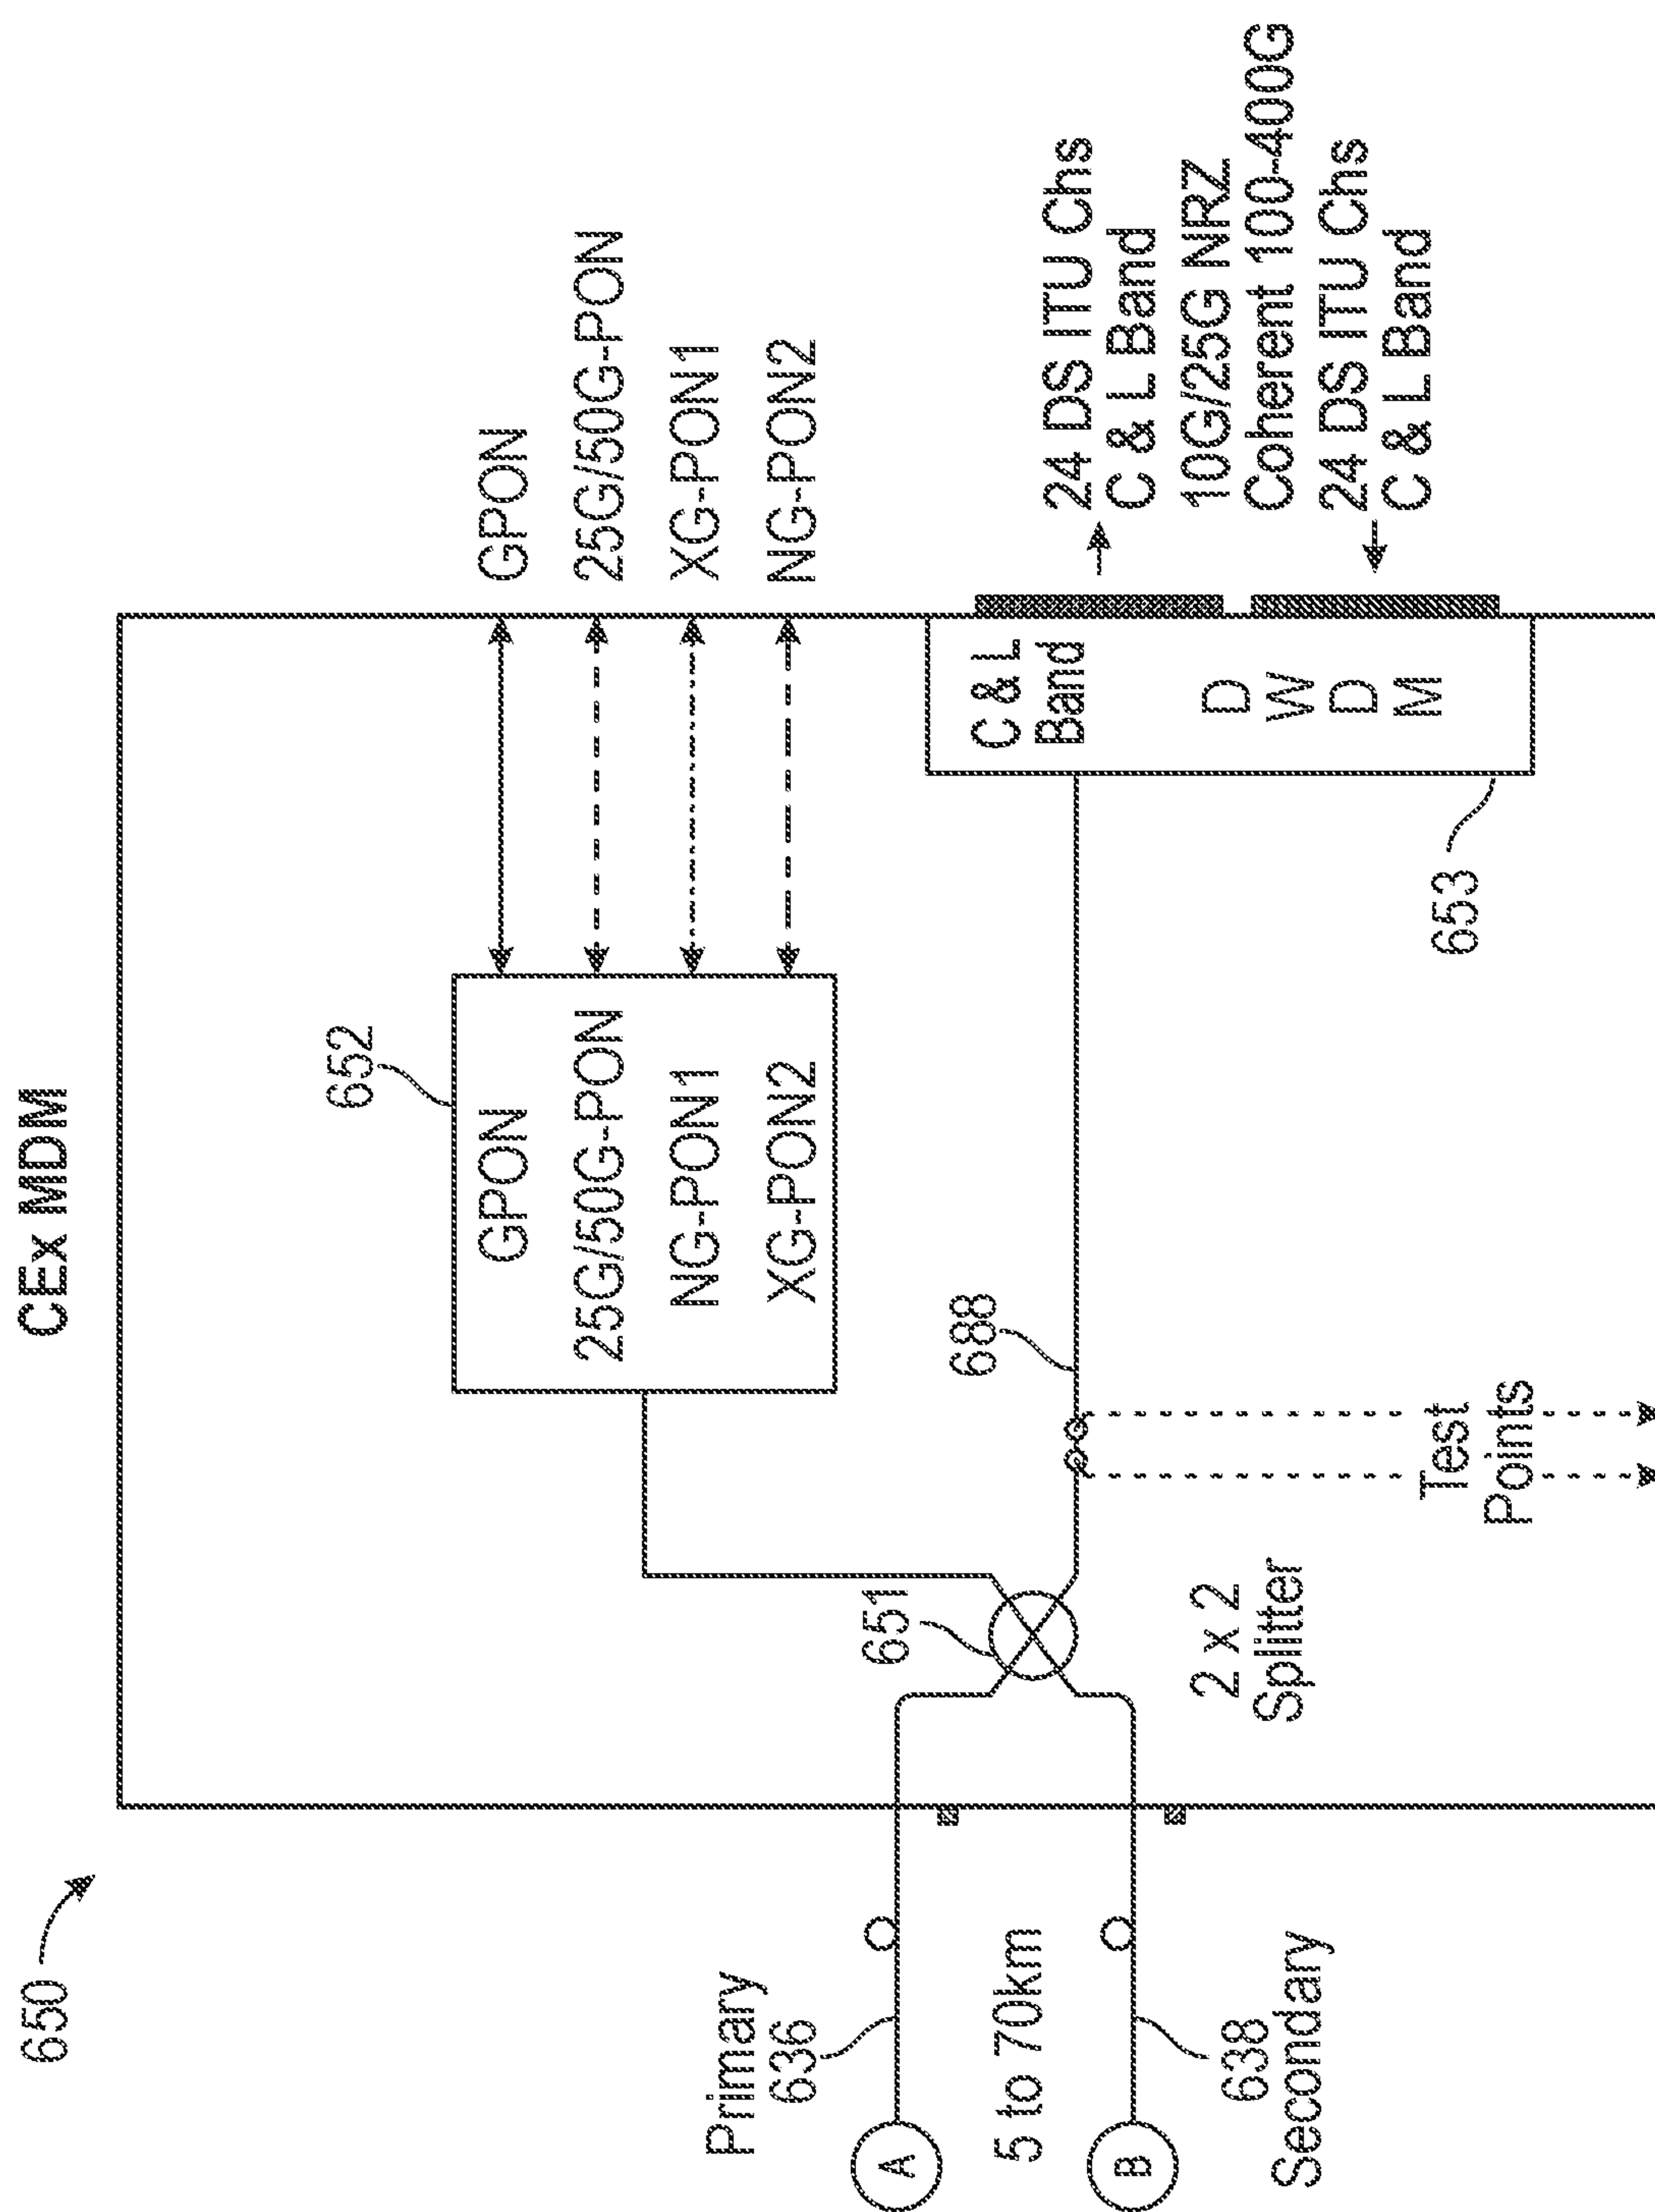 CEx MDM
650
652
GPON
25G/50G-PON
NG-PON1
XG-PON2
GPON
25G/50G-PON
XG-PON1
NG-PON2
Primary
636
A
5 to 70km
B
638
Secondary
651
2 x 2
Splitter
688
Test
Points
C & L
Band
D
W
D
M
653
24 DS ITU Chs
C & L Band
10G/25G NRZ
Coherent 100-400G
24 DS ITU Chs
C & L Band